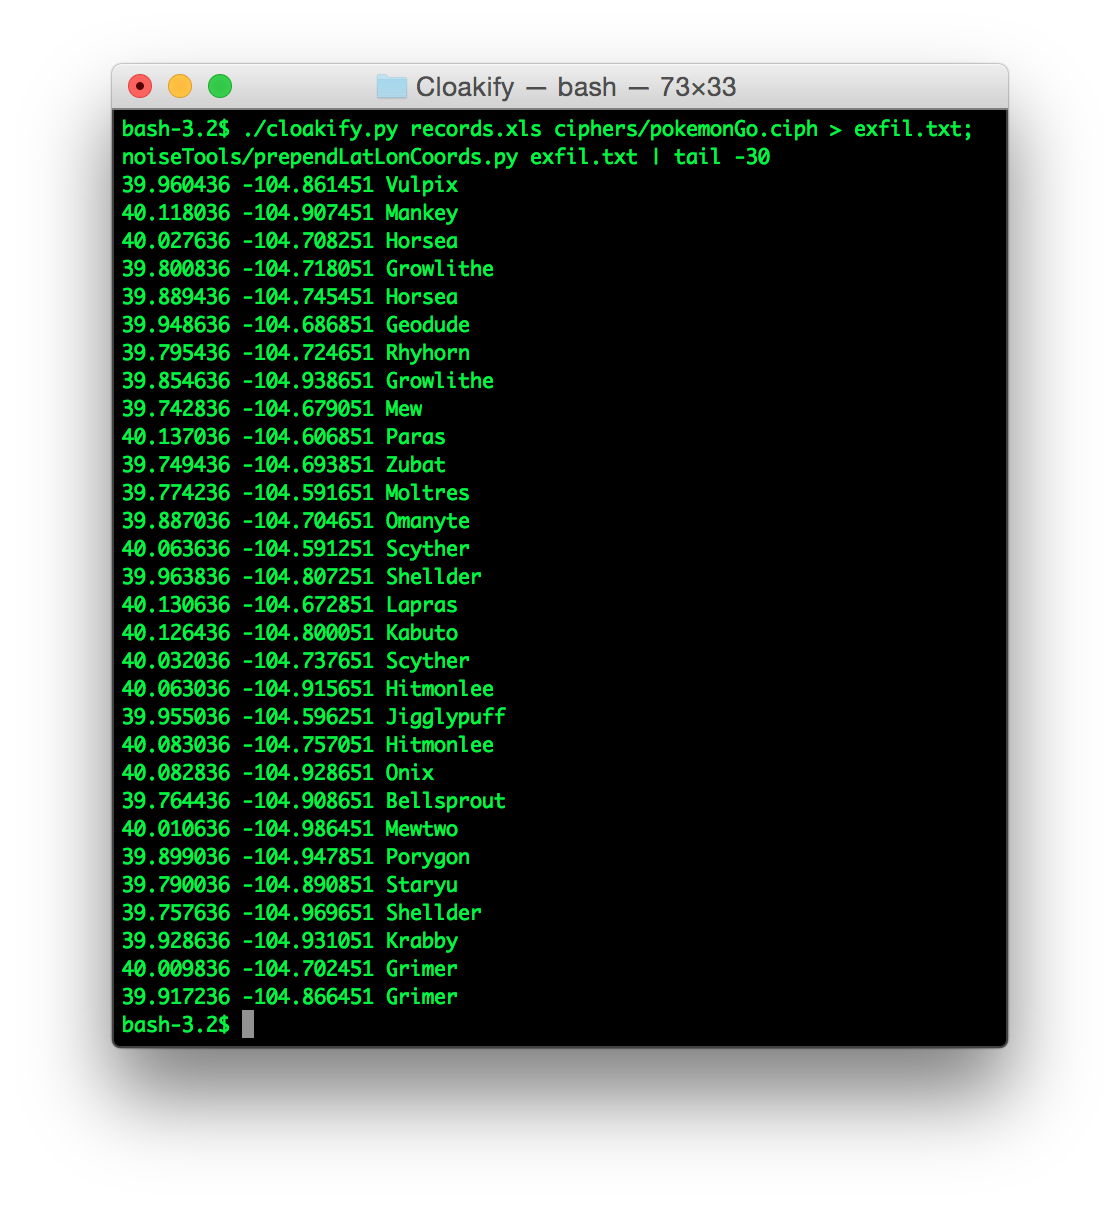 Cloakify — bash — 73×33
bash-3.2$ ./cloakify.py records.xls ciphers/pokemonGo.ciph > exfil.txt;
noiseTools/prependLatLonCoords.py exfil.txt | tail -30
39.960436 -104.861451 Vulpix
40.118036 -104.907451 Mankey
40.027636 -104.708251 Horsea
39.800836 -104.718051 Growlithe
39.889436 -104.745451 Horsea
39.948636 -104.686851 Geodude
39.795436 -104.724651 Rhyhorn
39.854636 -104.938651 Growlithe
39.742836 -104.679051 Mew
40.137036 -104.606851 Paras
39.749436 -104.693851 Zubat
39.774236 -104.591651 Moltres
39.887036 -104.704651 Omanyte
40.063636 -104.591251 Scyther
39.963836 -104.807251 Shellder
40.130636 -104.672851 Lapras
40.126436 -104.800051 Kabuto
40.032036 -104.737651 Scyther
40.063036 -104.915651 Hitmonlee
39.955036 -104.596251 Jigglypuff
40.083036 -104.757051 Hitmonlee
40.082836 -104.928651 Onix
39.764436 -104.908651 Bellsprout
40.010636 -104.986451 Mewtwo
39.899036 -104.947851 Porygon
39.790036 -104.890851 Staryu
39.757636 -104.969651 Shellder
39.928636 -104.931051 Krabby
40.009836 -104.702451 Grimer
39.917236 -104.866451 Grimer
bash-3.2$